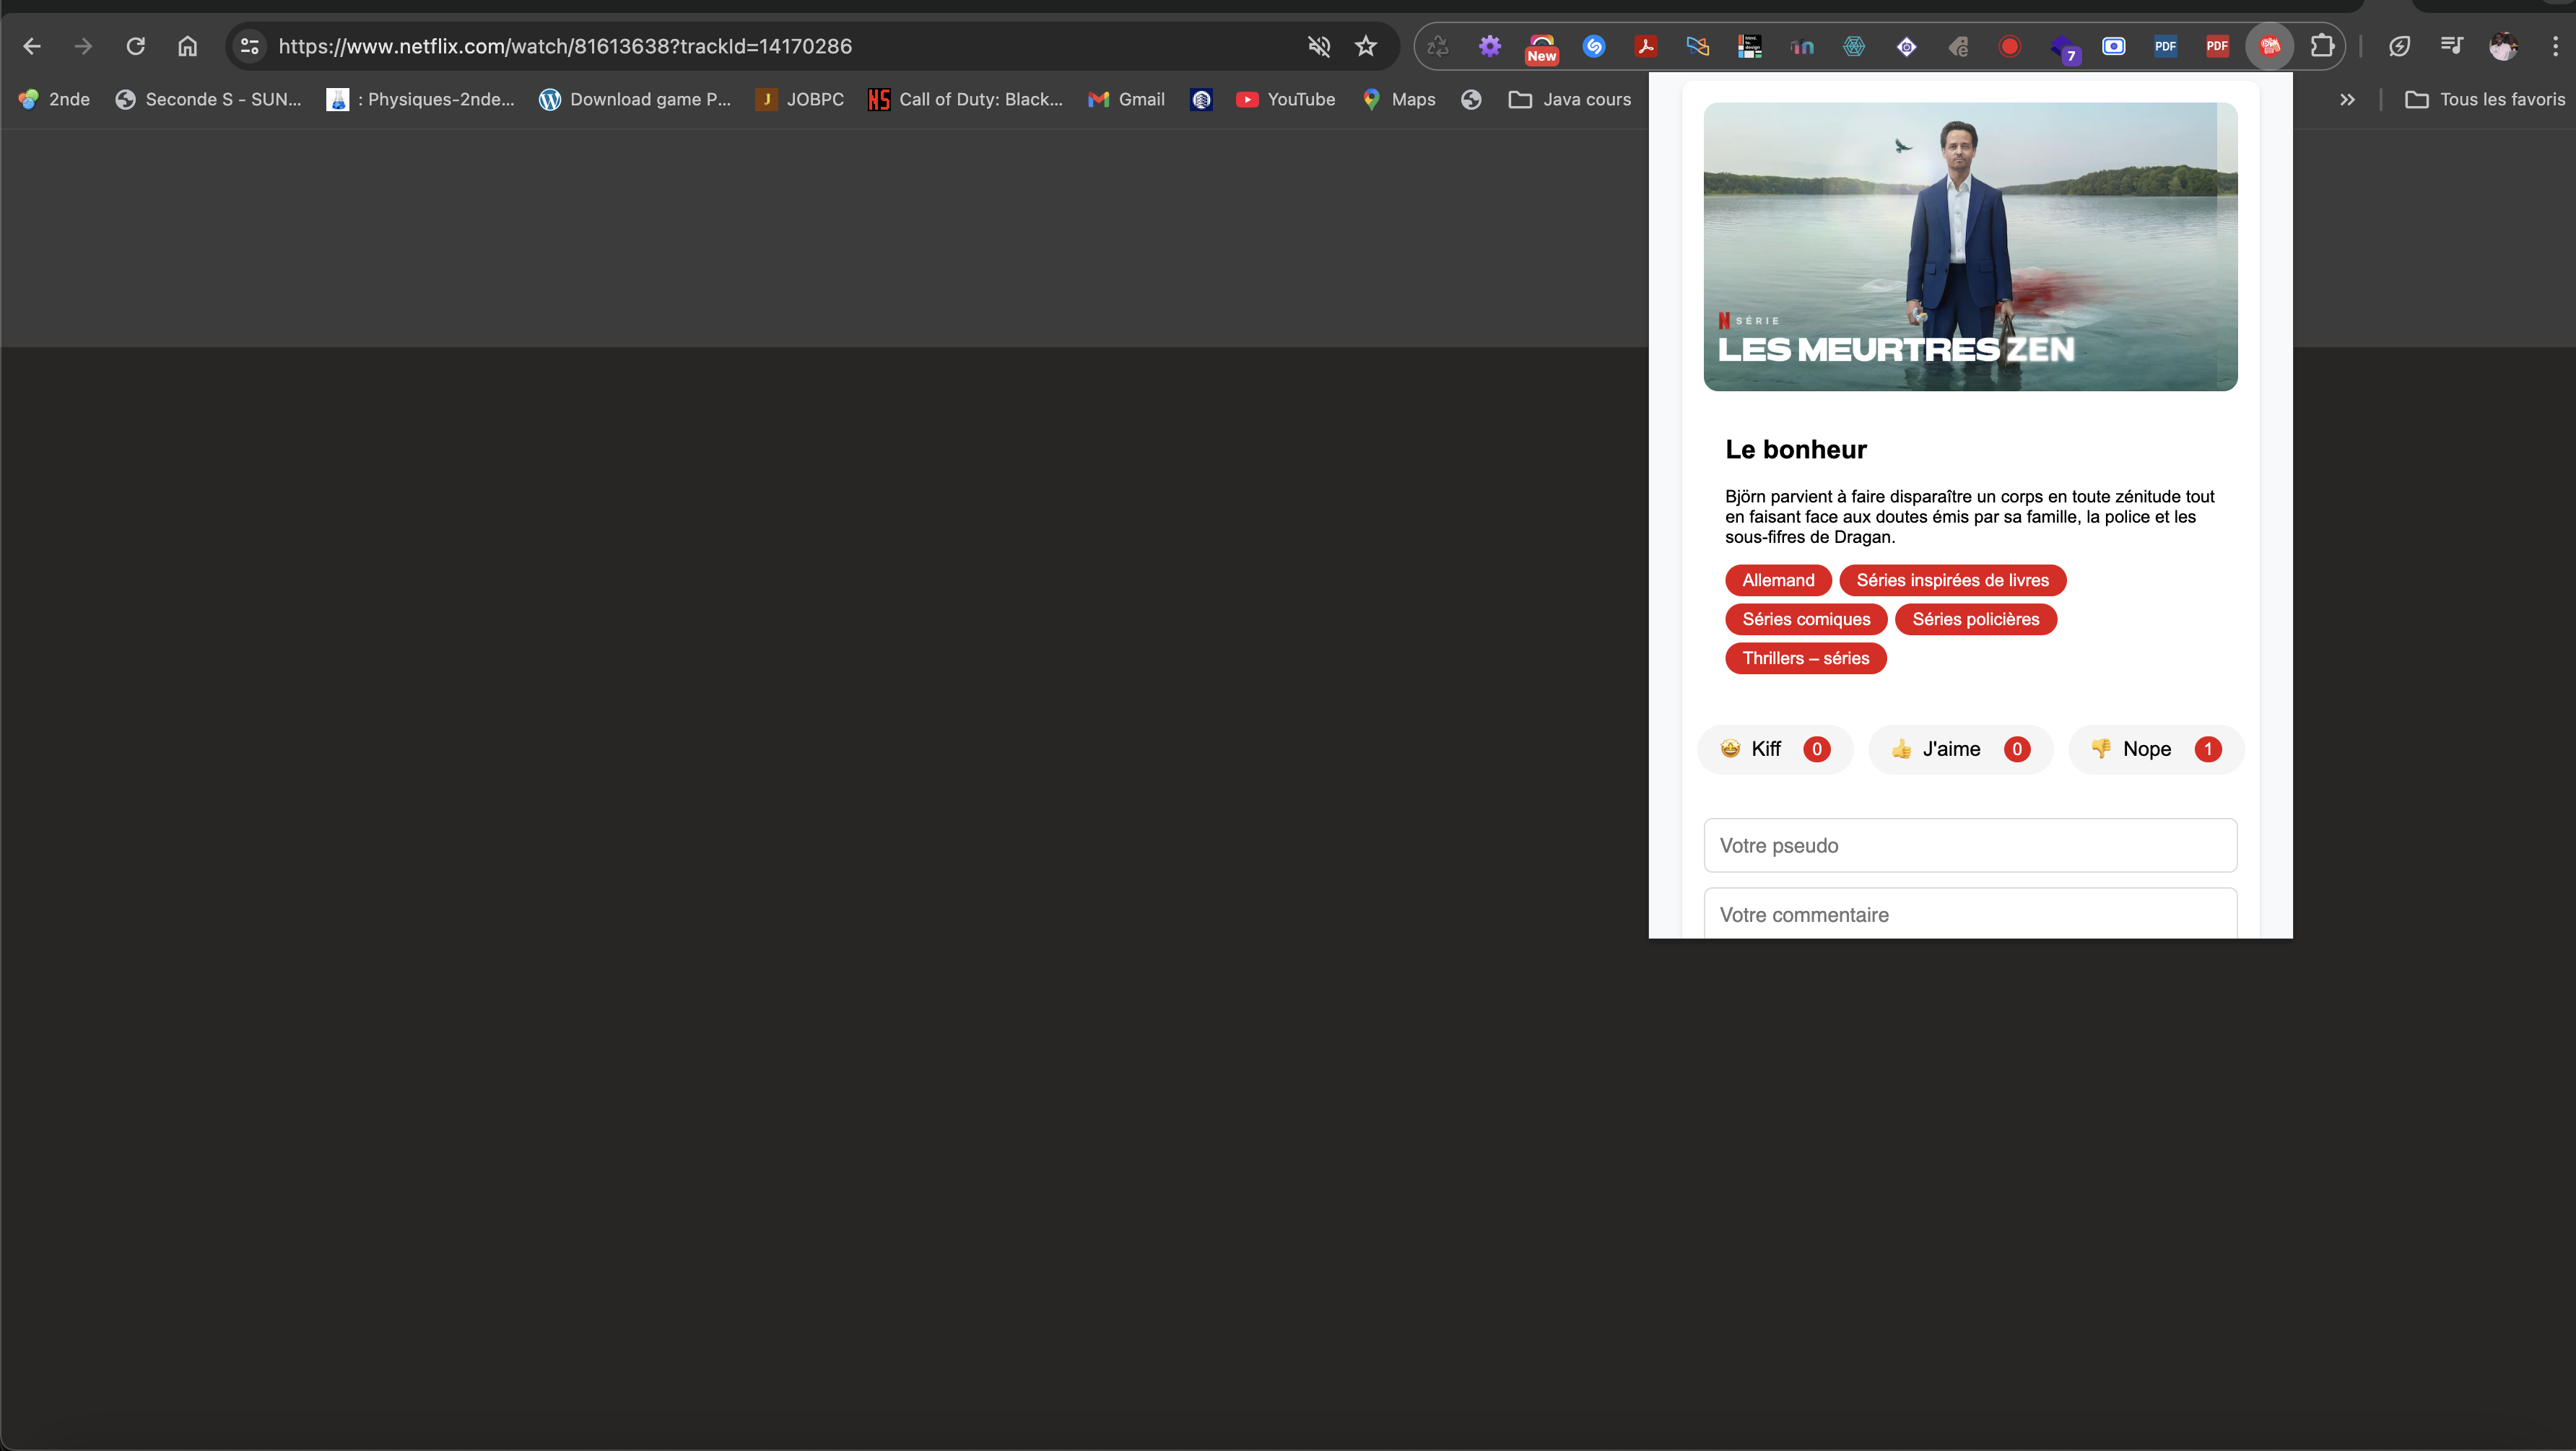 https://www.netflix.com/watch/81613638?trackId=14170286
New
7
PDF
PDF
2nde
Seconde S - SUN...
: Physiques-2nde...
Download game P...
J
JOBPC
Call of Duty: Black...
Gmail
YouTube
Maps
Java cours
Tous les favoris
N SÉRIE
LES MEURTRES ZEN
Le bonheur
Björn parvient à faire disparaître un corps en toute zénitude tout
en faisant face aux doutes émis par sa famille, la police et les
sous-fifres de Dragan.
Allemand
Séries inspirées de livres
Séries comiques
Séries policières
Thrillers – séries
Kiff 0
J'aime 0
Nope 1
Votre pseudo
Votre commentaire